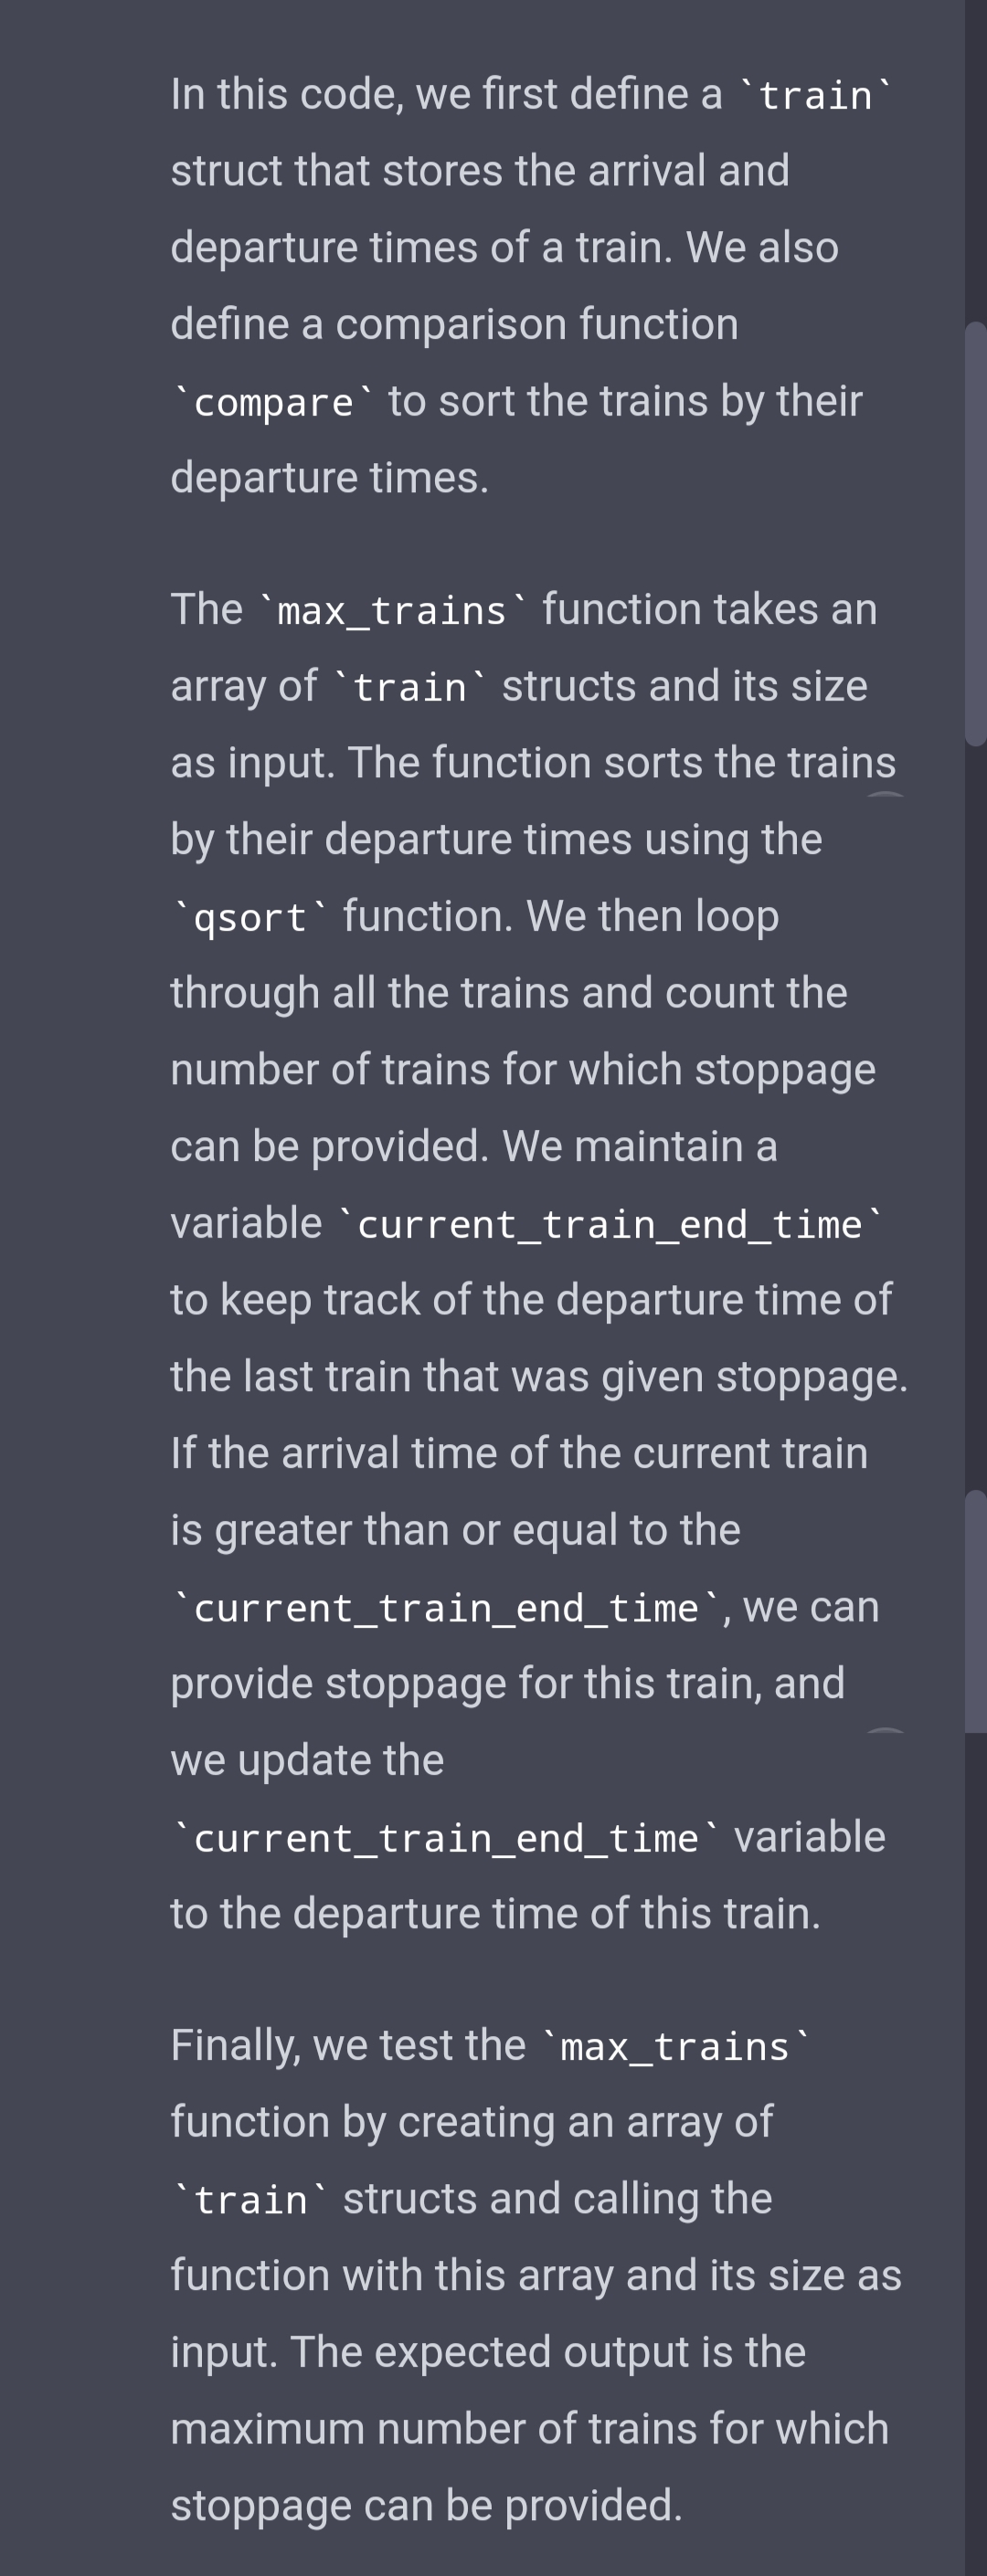 In this code, we first define a `train`
struct that stores the arrival and
departure times of a train. We also
define a comparison function
`compare` to sort the trains by their
departure times.
The `max_trains` function takes an
array of `train` structs and its size
as input. The function sorts the trains
by their departure times using the
`qsort` function. We then loop
through all the trains and count the
number of trains for which stoppage
can be provided. We maintain a
variable `current_train_end_time`
to keep track of the departure time of
the last train that was given stoppage.
If the arrival time of the current train
is greater than or equal to the
`current_train_end_time`, we can
provide stoppage for this train, and
we update the
`current_train_end_time` variable
to the departure time of this train.
Finally, we test the `max_trains`
function by creating an array of
`train` structs and calling the
function with this array and its size as
input. The expected output is the
maximum number of trains for which
stoppage can be provided.